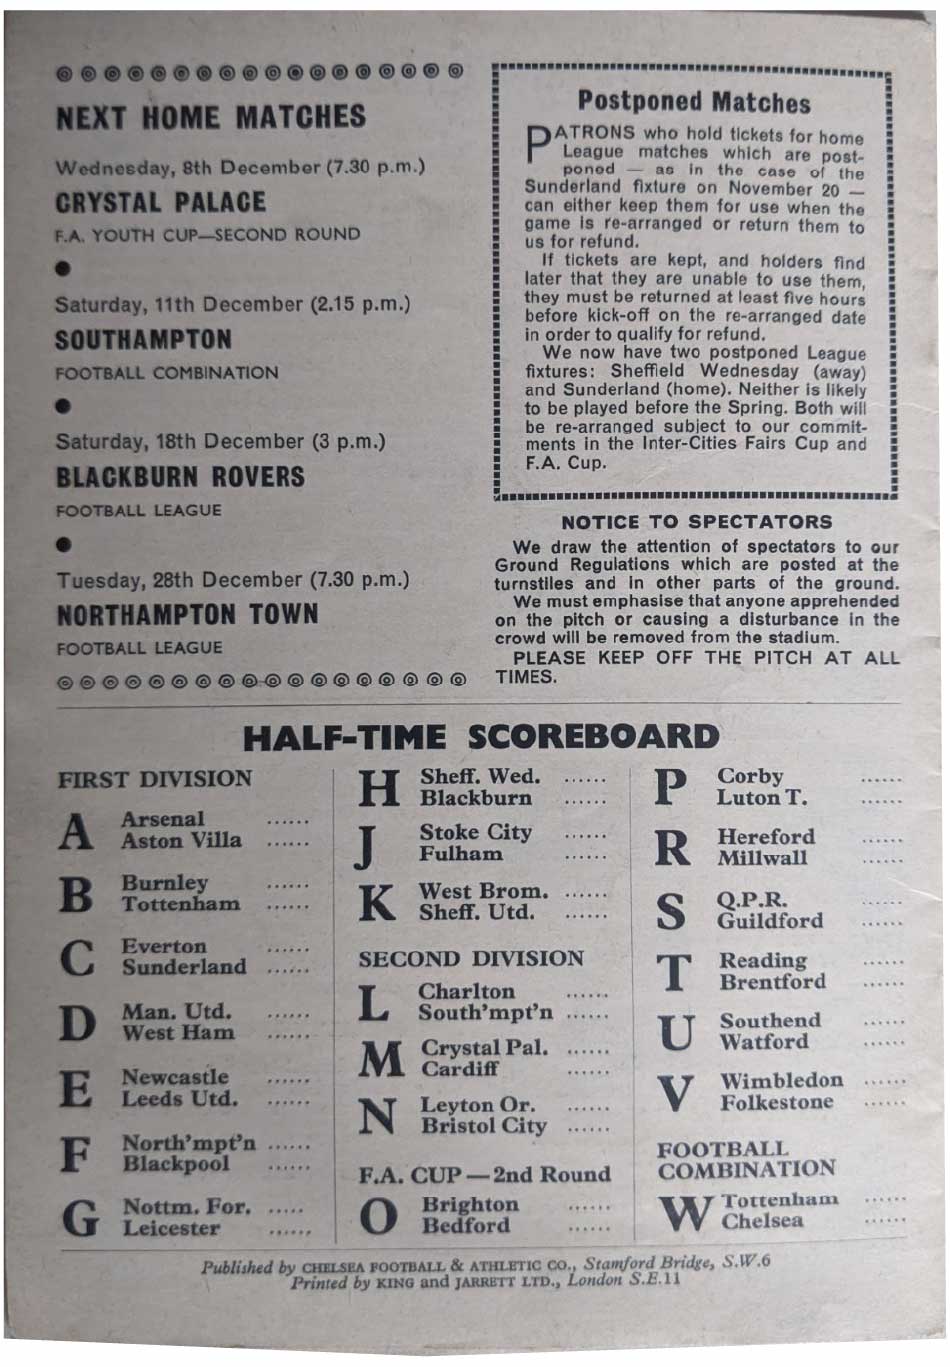 NEXT HOME MATCHES
Wednesday, 8th December (7.30 p.m.)
CRYSTAL PALACE
F.A. YOUTH CUP—SECOND ROUND
Saturday, 11th December (2.15 p.m.)
SOUTHAMPTON
FOOTBALL COMBINATION
Saturday, 18th December (3 p.m.)
BLACKBURN ROVERS
FOOTBALL LEAGUE
Tuesday, 28th December (7.30 p.m.)
NORTHAMPTON TOWN
FOOTBALL LEAGUE
Postponed Matches
PATRONS who hold tickets for home
League matches which are post-
poned — as in the case of the
Sunderland fixture on November 20 —
can either keep them for use when the
game is re-arranged or return them to
us for refund.
If tickets are kept, and holders find
later that they are unable to use them,
they must be returned at least five hours
before kick-off on the re-arranged date
in order to qualify for refund.
We now have two postponed League
fixtures: Sheffield Wednesday (away)
and Sunderland (home). Neither is likely
to be played before the Spring. Both will
be re-arranged subject to our commit-
ments in the Inter-Cities Fairs Cup and
F.A. Cup.
NOTICE TO SPECTATORS
We draw the attention of spectators to our
Ground Regulations which are posted at the
turnstiles and in other parts of the ground.
We must emphasise that anyone apprehended
on the pitch or causing a disturbance in the
crowd will be removed from the stadium.
PLEASE KEEP OFF THE PITCH AT ALL
TIMES.
HALF-TIME SCOREBOARD
FIRST DIVISION
A Arsenal ......
Aston Villa ......
B Burnley ......
Tottenham ......
C Everton ......
Sunderland ......
D Man. Utd. ......
West Ham ......
E Newcastle ......
Leeds Utd. ......
F North'mpt'n ......
Blackpool ......
G Nottm. For. .....
Leicester ......
H Sheff. Wed. ......
Blackburn ......
J Stoke City ......
Fulham ......
K West Brom. ......
Sheff. Utd. ......
SECOND DIVISION
L Charlton ......
South'mpt'n ......
M Crystal Pal. ......
Cardiff ......
N Leyton Or. ......
Bristol City ......
F.A. CUP — 2nd Round
O Brighton ......
Bedford ......
P Corby ......
Luton T. ......
R Hereford ......
Millwall ......
S Q.P.R. ......
Guildford ......
T Reading ......
Brentford ......
U Southend ......
Watford ......
V Wimbledon ......
Folkestone ......
FOOTBALL
COMBINATION
W Tottenham ......
Chelsea ......
Published by CHELSEA FOOTBALL & ATHLETIC CO., Stamford Bridge, S.W.6
Printed by KING and JARRETT LTD., London S.E.11